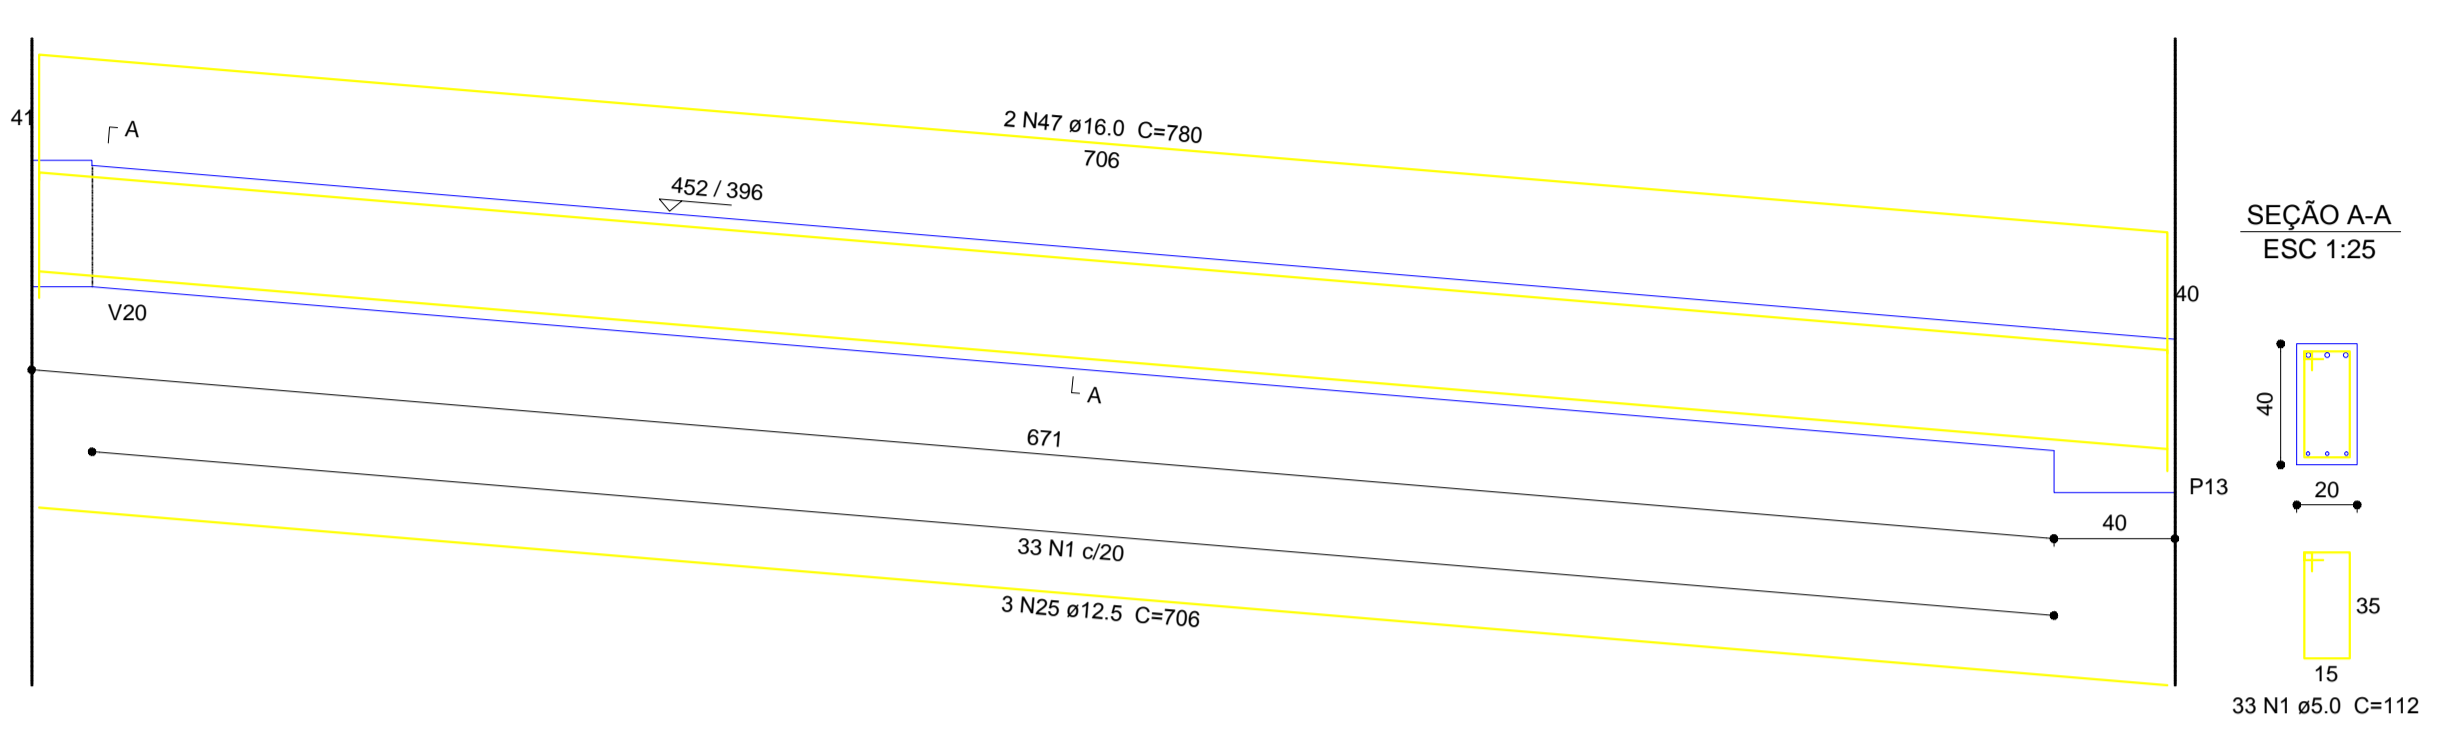 41
A
2 N47 ø16.0 C=780
706
452 / 396
SEÇÃO A-A
ESC 1:25
40
V20
A
40
671
P13
20
40
33 N1 c/20
3 N25 ø12.5 C=706
35
15
33 N1 ø5.0 C=112